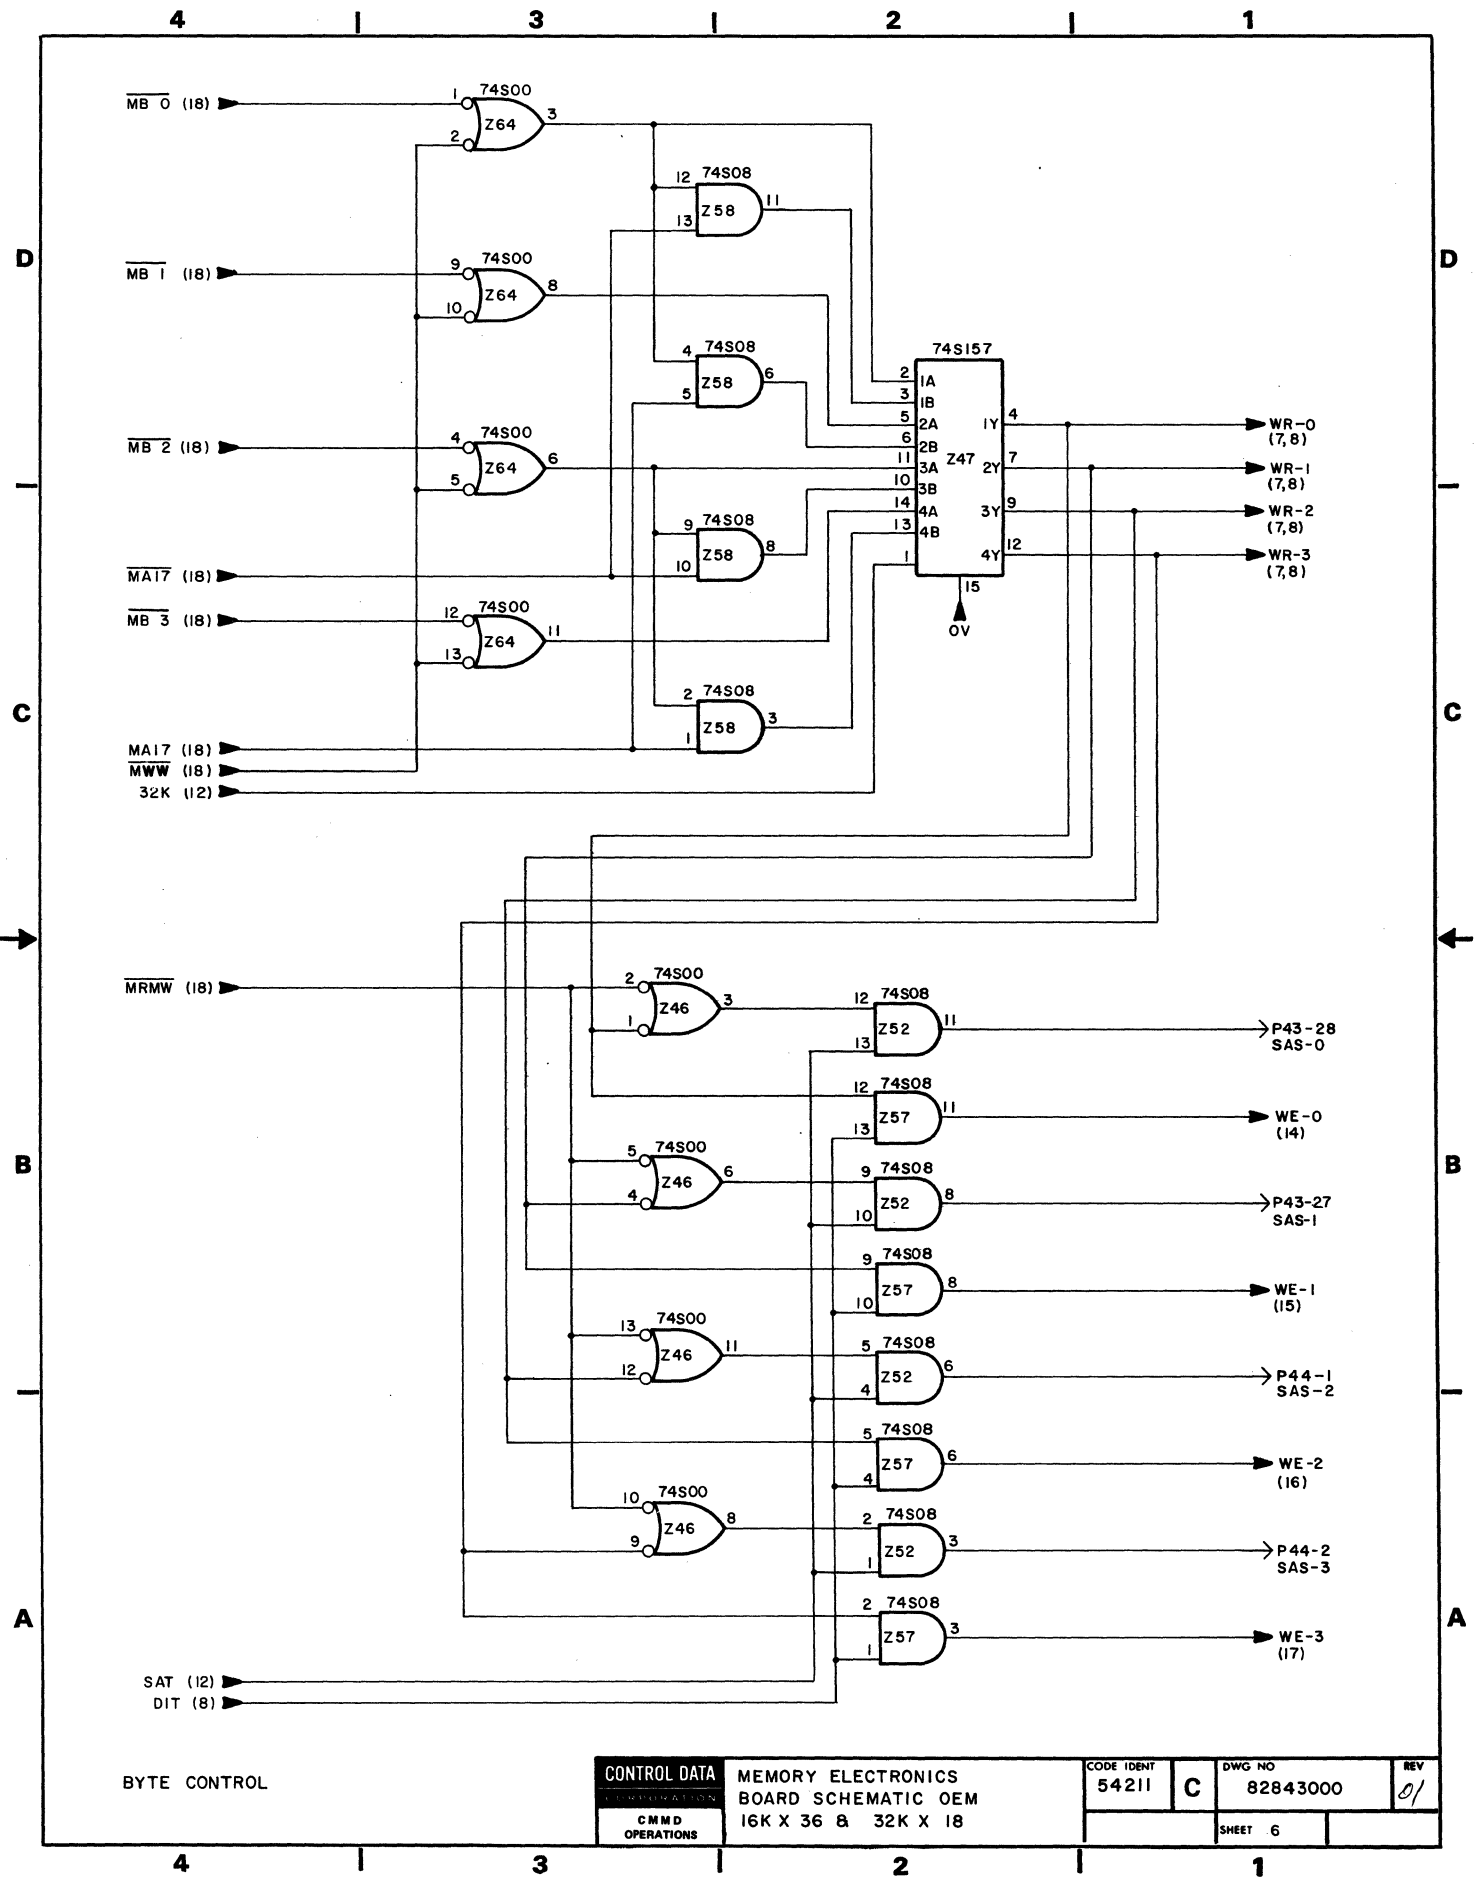 4 3 2 1
MB 0 (18)
1
2
74S00
Z64
3
74S08
12
13
Z58
11
D
D
MB 1 (18)
9
10
74S00
Z64
8
74S08
4
5
Z58
6
74S157
2 1A
3 1B
5 2A
6 2B
11 3A
10 3B
14 4A
13 4B
1
Z47
1Y 4
2Y 7
3Y 9
4Y 12
15
0V
WR-0
(7,8)
WR-1
(7,8)
WR-2
(7,8)
WR-3
(7,8)
MB 2 (18)
4
5
74S00
Z64
6
74S08
9
10
Z58
8
MA17 (18)
MB 3 (18)
12
13
74S00
Z64
11
74S08
2
1
Z58
3
C
C
MA17 (18)
MWW (18)
32K (12)
MRMW (18)
2
1
74S00
Z46
3
74S08
12
13
Z52
11
P43-28
SAS-0
74S08
12
13
Z57
11
WE-0
(14)
B
B
5
4
74S00
Z46
6
74S08
9
10
Z52
8
P43-27
SAS-1
74S08
9
10
Z57
8
WE-1
(15)
13
12
74S00
Z46
11
74S08
5
4
Z52
6
P44-1
SAS-2
74S08
5
4
Z57
6
WE-2
(16)
10
9
74S00
Z46
8
74S08
2
1
Z52
3
P44-2
SAS-3
A
A
74S08
2
1
Z57
3
WE-3
(17)
SAT (12)
DIT (8)
BYTE CONTROL
CONTROL DATA
CORPORATION
CMMD
OPERATIONS
MEMORY ELECTRONICS
BOARD SCHEMATIC OEM
16K X 36 & 32K X 18
CODE IDENT
54211
C
DWG NO
82843000
REV
01
SHEET 6
4 3 2 1